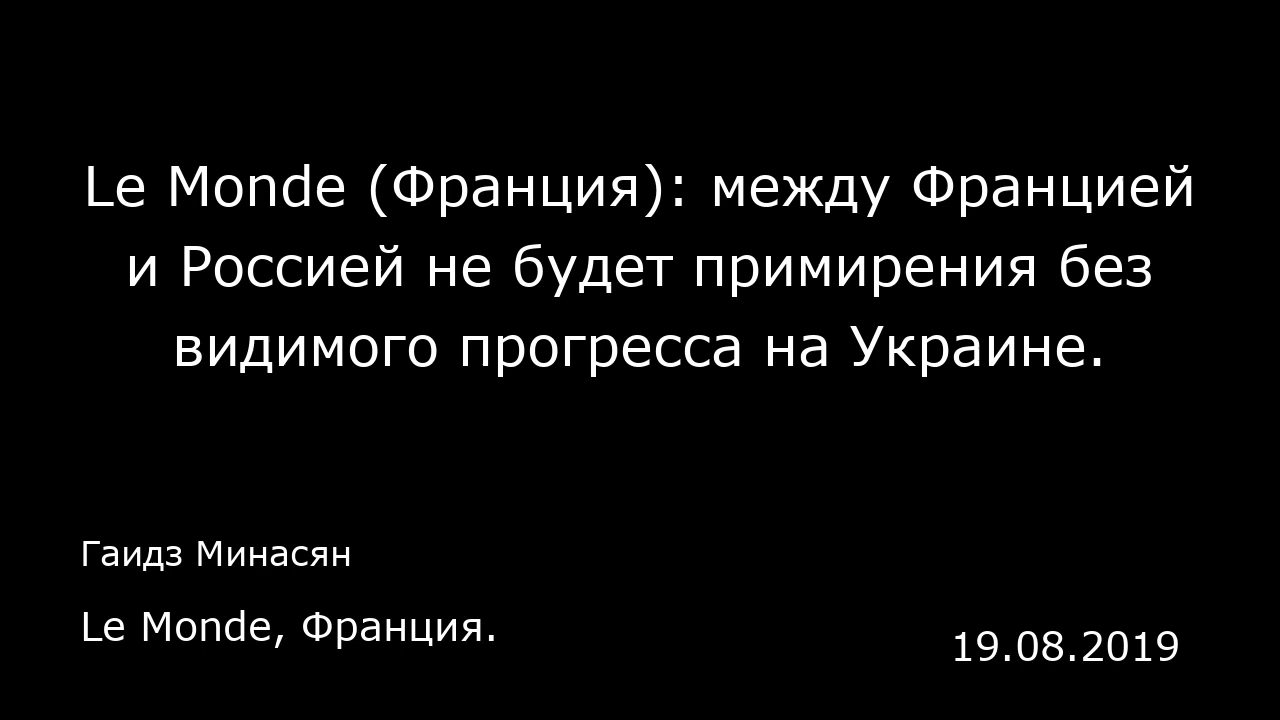 Le Monde (Франция): между Францией
и Россией не будет примирения без
видимого прогресса на Украине.
Гаидз Минасян
Le Monde, Франция.
19.08.2019